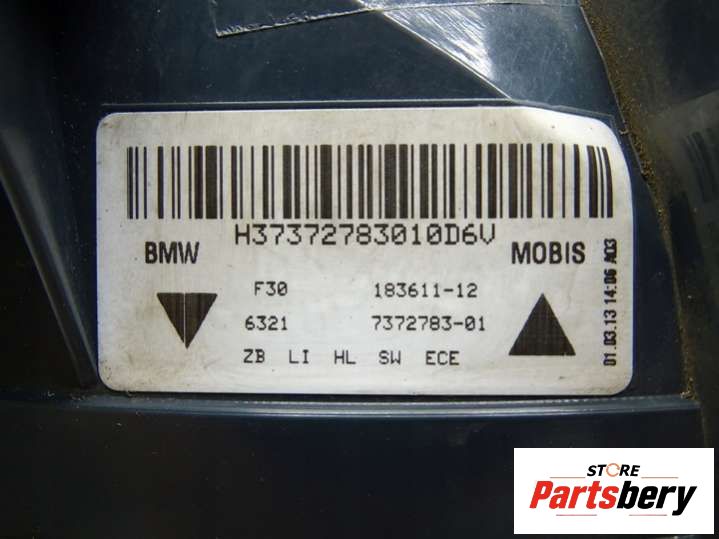 H37372783010D6V
BMW
MOBIS
F30 183611-12
6321 7372783-01
ZB LI HL SW ECE
01.03.13 14:06 A03
STORE
Partsbery